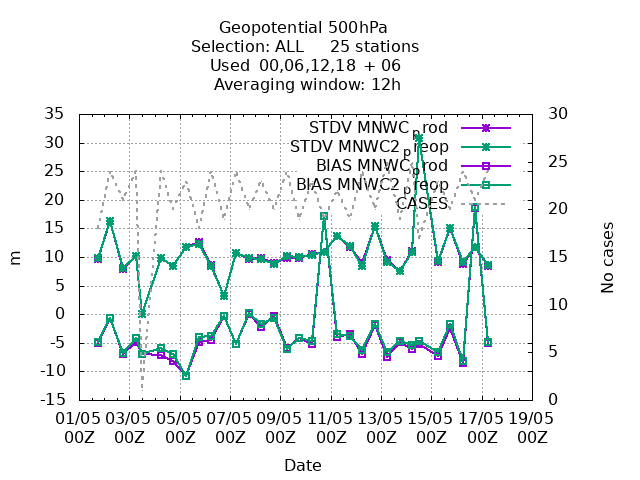 Geopotential 500hPa
Selection: ALL 25 stations
Used 00,06,12,18 + 06
Averaging window: 12h
35 30 25 20 15 10 5 0 -5 -10 -15
m
30 25 20 15 10 5 0
No cases
STDV MNWC_prod
STDV MNWC2_preop
BIAS MNWC_prod
BIAS MNWC2_preop
CASES
01/05 03/05 05/05 07/05 09/05 11/05 13/05 15/05 17/05 19/05
00Z 00Z 00Z 00Z 00Z 00Z 00Z 00Z 00Z 00Z
Date